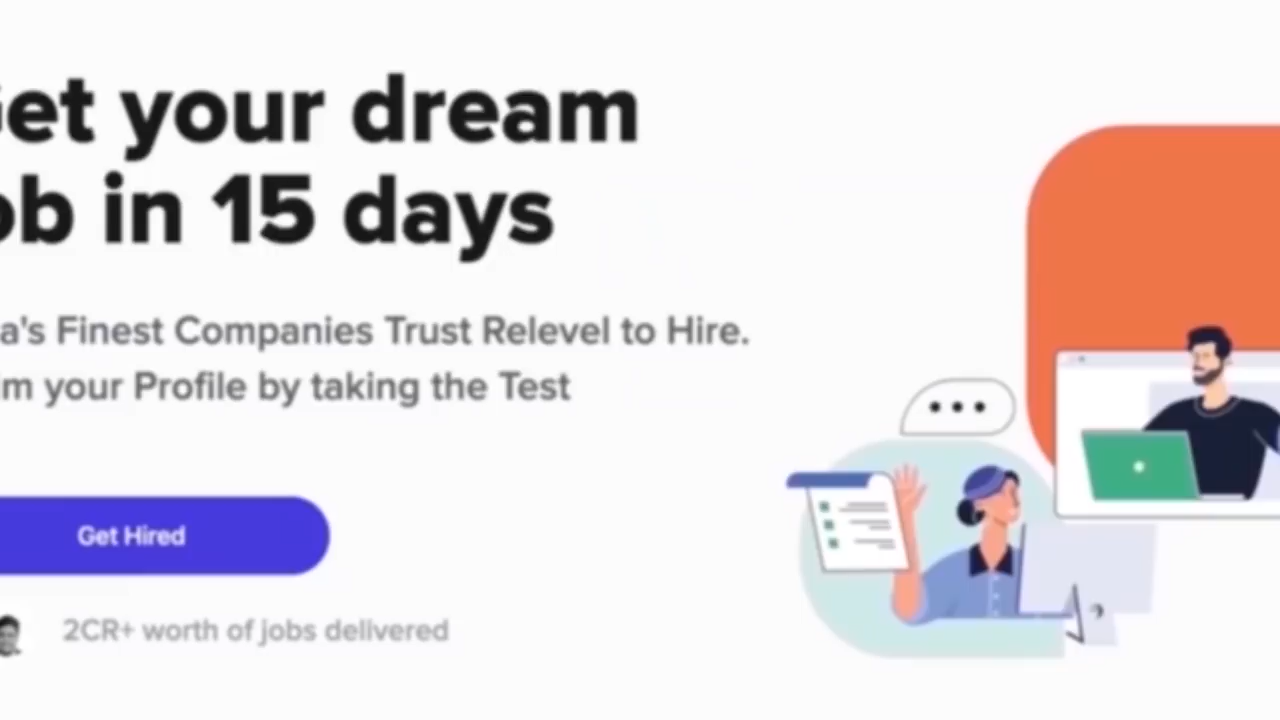 Get your dream
ob in 15 days
a's Finest Companies Trust Relevel to Hire.
im your Profile by taking the Test
Get Hired
2CR+ worth of jobs delivered